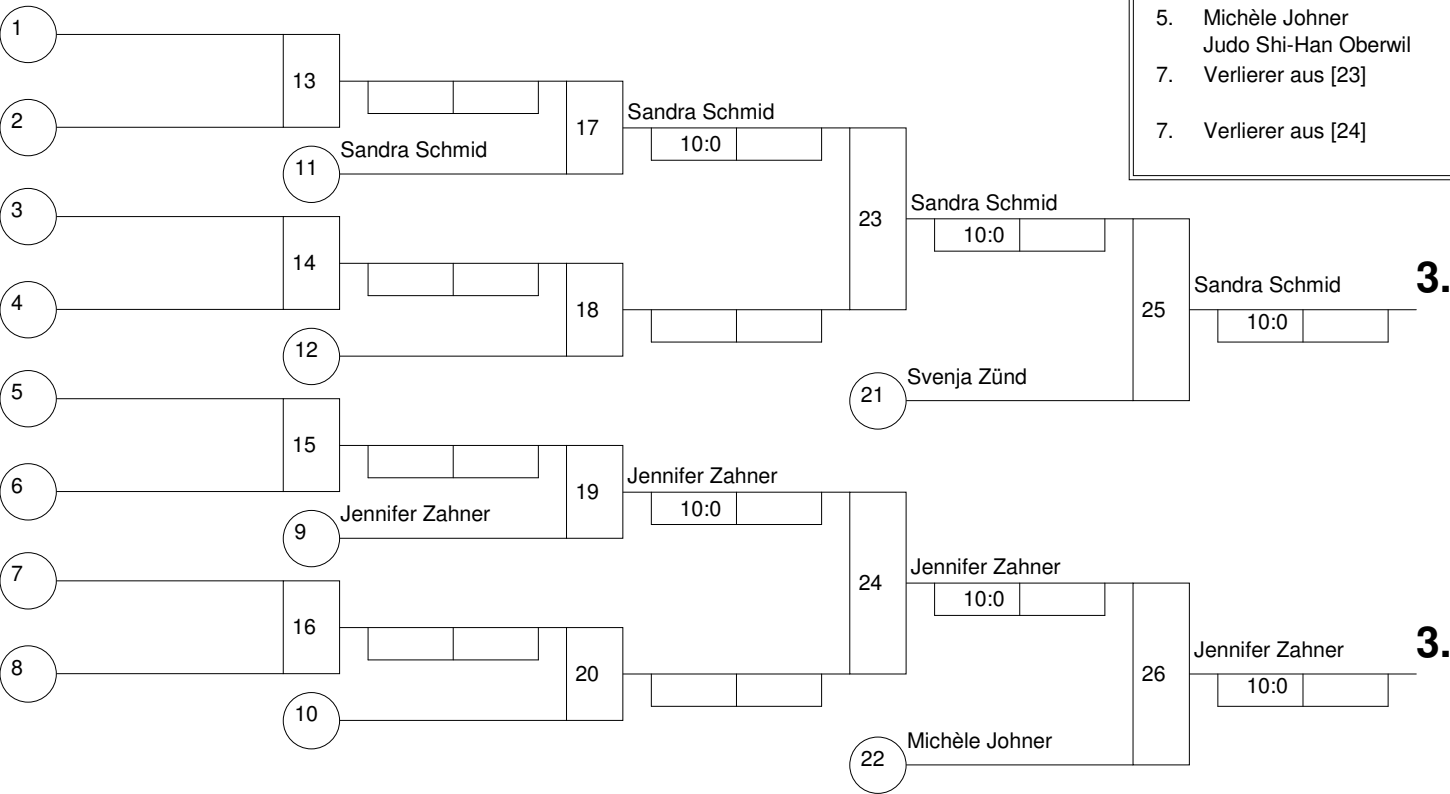 5. Michèle Johner
Judo Shi-Han Oberwil
7. Verlierer aus [23]
7. Verlierer aus [24]
1
13
2
17
Sandra Schmid
10:0
11
Sandra Schmid
3
23
Sandra Schmid
10:0
14
4
18
12
25
Sandra Schmid
3.
10:0
5
21
Svenja Zünd
15
6
19
Jennifer Zahner
10:0
9
Jennifer Zahner
7
24
Jennifer Zahner
10:0
16
8
20
10
26
Jennifer Zahner
3.
10:0
22
Michèle Johner